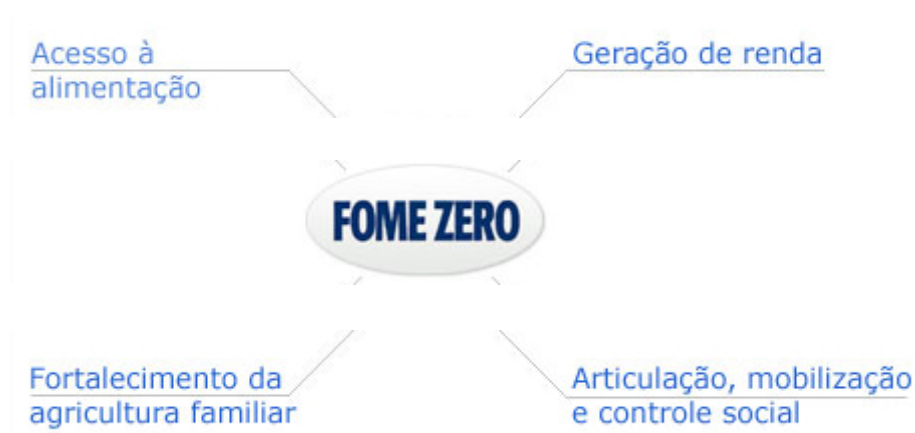 Acesso à
alimentação
Geração de renda
FOME ZERO
Fortalecimento da
agricultura familiar
Articulação, mobilização
e controle social